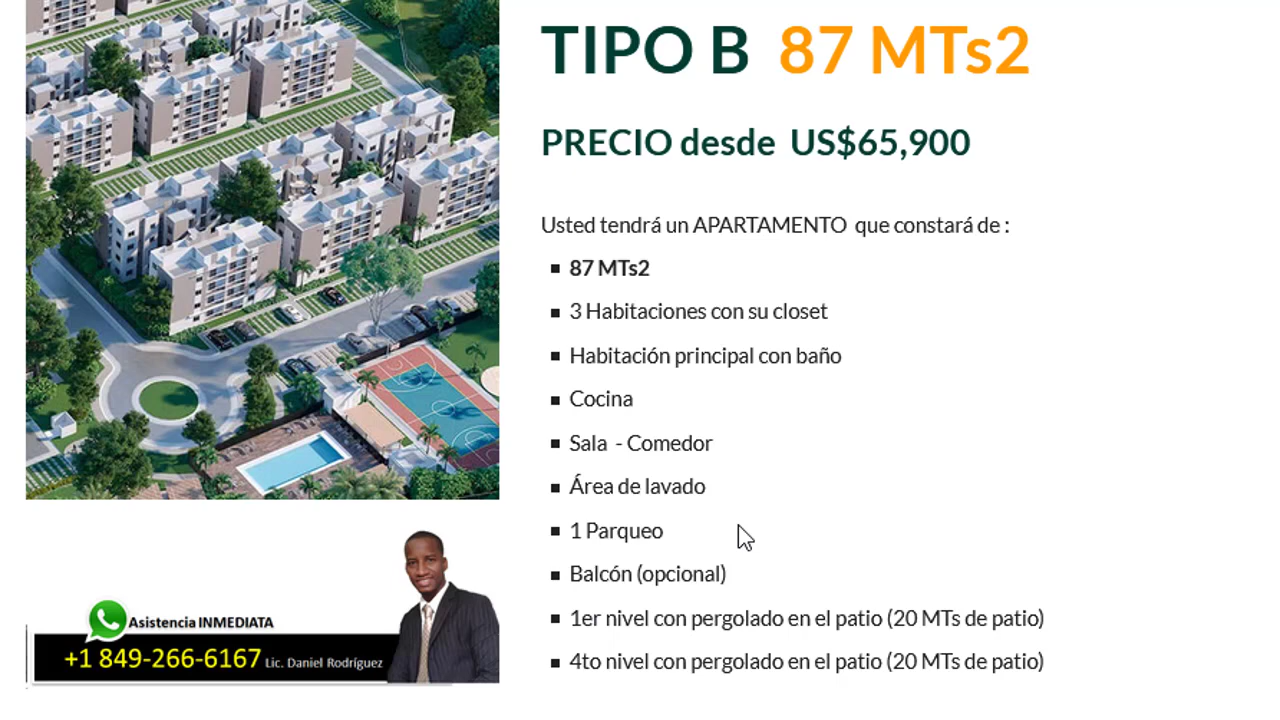 TIPO B 87 MTs2
PRECIO desde US$65,900
Usted tendrá un APARTAMENTO que constará de :
87 MTs2
3 Habitaciones con su closet
Habitación principal con baño
Cocina
Sala - Comedor
Área de lavado
1 Parqueo
Balcón (opcional)
1er nivel con pergolado en el patio (20 MTs de patio)
4to nivel con pergolado en el patio (20 MTs de patio)
Asistencia INMEDIATA
+1 849-266-6167 Lic. Daniel Rodríguez